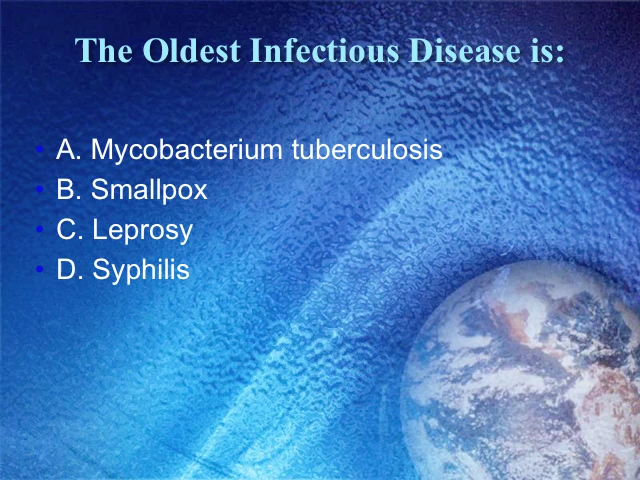 The Oldest Infectious Disease is:
• A. Mycobacterium tuberculosis
• B. Smallpox
• C. Leprosy
• D. Syphilis